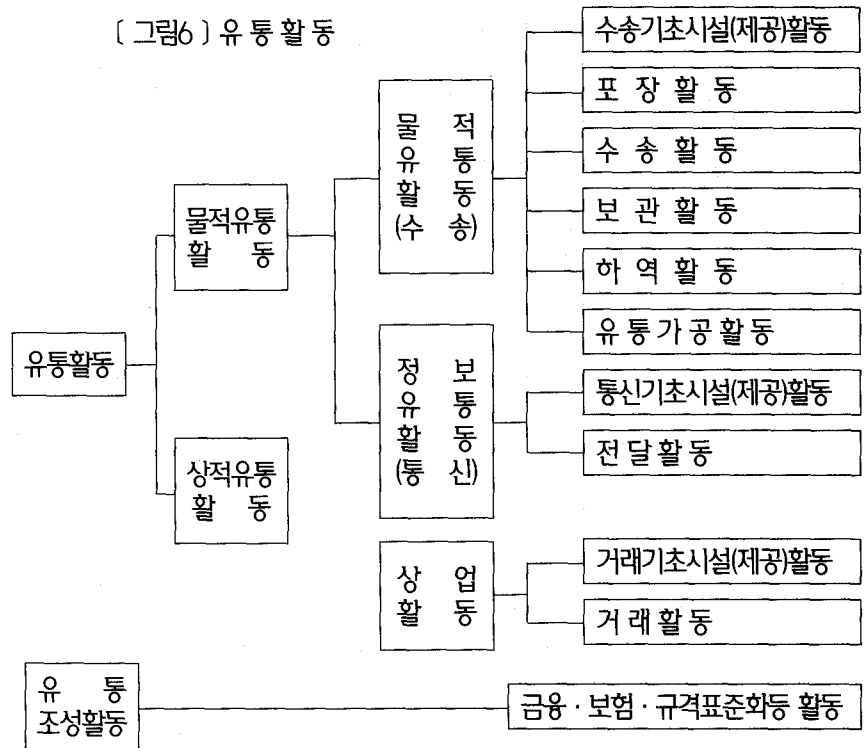 〔 그림6 〕 유 통 활 동
유통활동
물적유통
활 동
상적유통
활 동
물 적
유 통
활 동
(수 송)
정 보
유 통
활 동
(통 신)
상 업
활 동
수송기초시설(제공)활동
포 장 활 동
수 송 활 동
보 관 활 동
하 역 활 동
유 통 가 공 활 동
통신기초시설(제공)활동
전 달 활 동
거래기초시설(제공)활동
거 래 활 동
유 통
조성활동
금융 · 보험 · 규격표준화등 활동